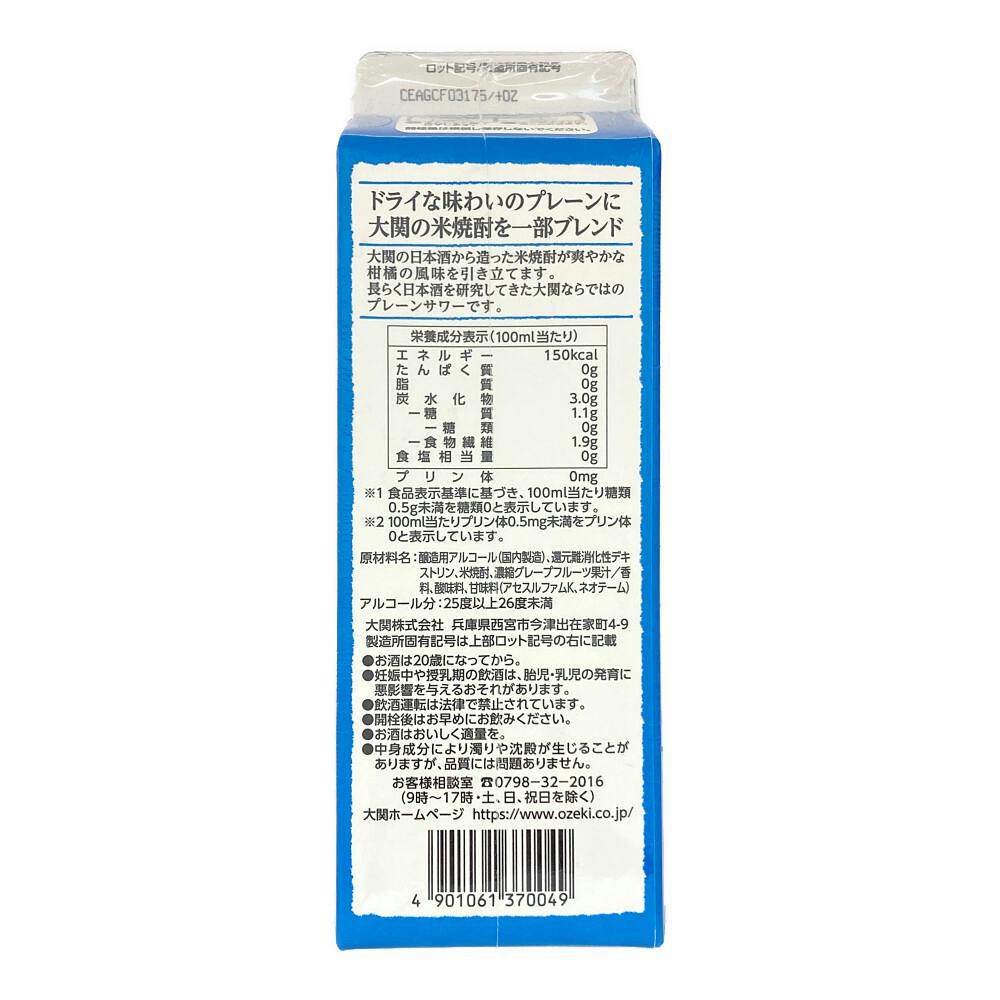 ロット記号/製造所固有記号
CEAGCF03175/+02
ドライな味わいのプレーンに
大関の米焼酎を一部ブレンド
大関の日本酒から造った米焼酎が爽やかな
柑橘の風味を引き立てます。
長らく日本酒を研究してきた大関ならではの
プレーンサワーです。
栄養成分表示(100ml当たり)
エネルギー 150kcal
たんぱく質 0g
脂質 0g
炭水化物 3.0g
ー糖質 1.1g
ー糖類 0g
ー食物繊維 1.9g
食塩相当量 0g
プリン体 0mg
※1 食品表示基準に基づき、100ml当たり糖類
0.5g未満を糖類0と表示しています。
※2 100ml当たりプリン体0.5mg未満をプリン体
0と表示しています。
原材料名:醸造用アルコール(国内製造)、還元難消化性デキ
ストリン、米焼酎、濃縮グレープフルーツ果汁/香
料、酸味料、甘味料(アセスルファムK、ネオテーム)
アルコール分:25度以上26度未満
大関株式会社 兵庫県西宮市今津出在家町4-9
製造所固有記号は上部ロット記号の右に記載
●お酒は20歳になってから。
●妊娠中や授乳期の飲酒は、胎児・乳児の発育に
悪影響を与えるおそれがあります。
●飲酒運転は法律で禁止されています。
●開栓後はお早めにお飲みください。
●お酒はおいしく適量を。
●中身成分により濁りや沈殿が生じることが
ありますが、品質には問題ありません。
お客様相談室 ☎0798-32-2016
(9時〜17時・土、日、祝日を除く)
大関ホームページ https://www.ozeki.co.jp/
4 901061 370049